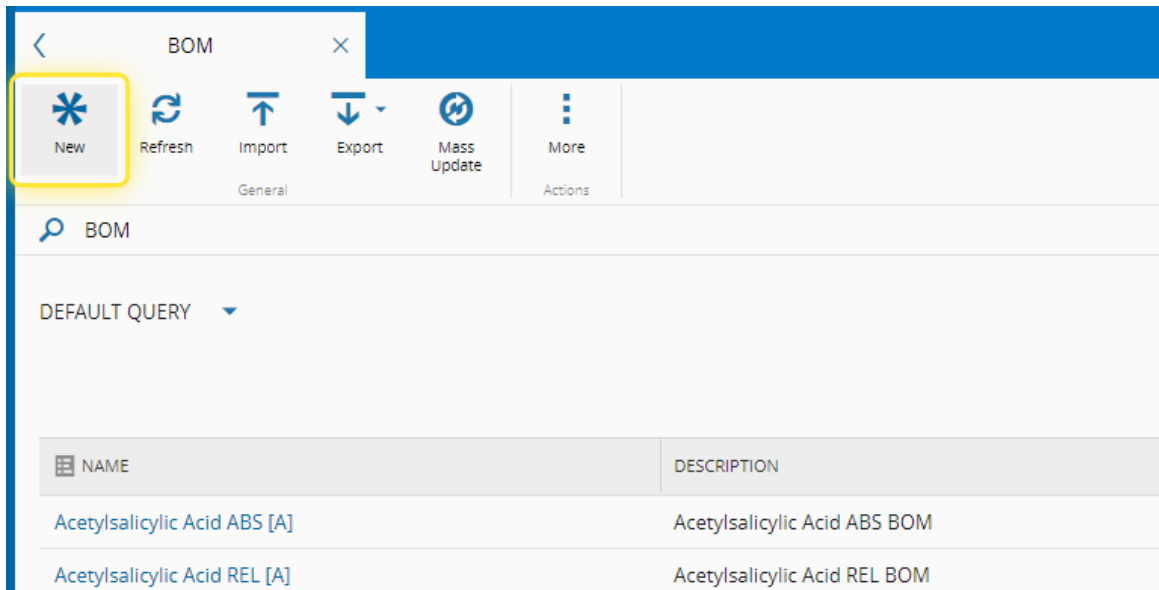 BOM
New
Refresh
Import
Export
Mass
Update
More
General
Actions
BOM
DEFAULT QUERY
NAME
DESCRIPTION
Acetylsalicylic Acid ABS [A]
Acetylsalicylic Acid ABS BOM
Acetylsalicylic Acid REL [A]
Acetylsalicylic Acid REL BOM